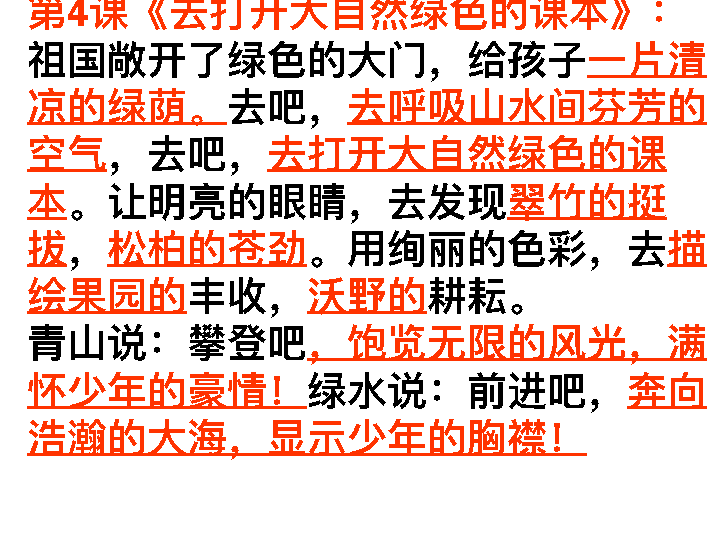 第4课《去打开大自然绿色的课本》：
祖国敞开了绿色的大门，给孩子一片清
凉的绿荫。去吧，去呼吸山水间芬芳的
空气，去吧，去打开大自然绿色的课
本。让明亮的眼睛，去发现翠竹的挺
拔，松柏的苍劲。用绚丽的色彩，去描
绘果园的丰收，沃野的耕耘。
青山说：攀登吧，饱览无限的风光，满
怀少年的豪情！绿水说：前进吧，奔向
浩瀚的大海，显示少年的胸襟！